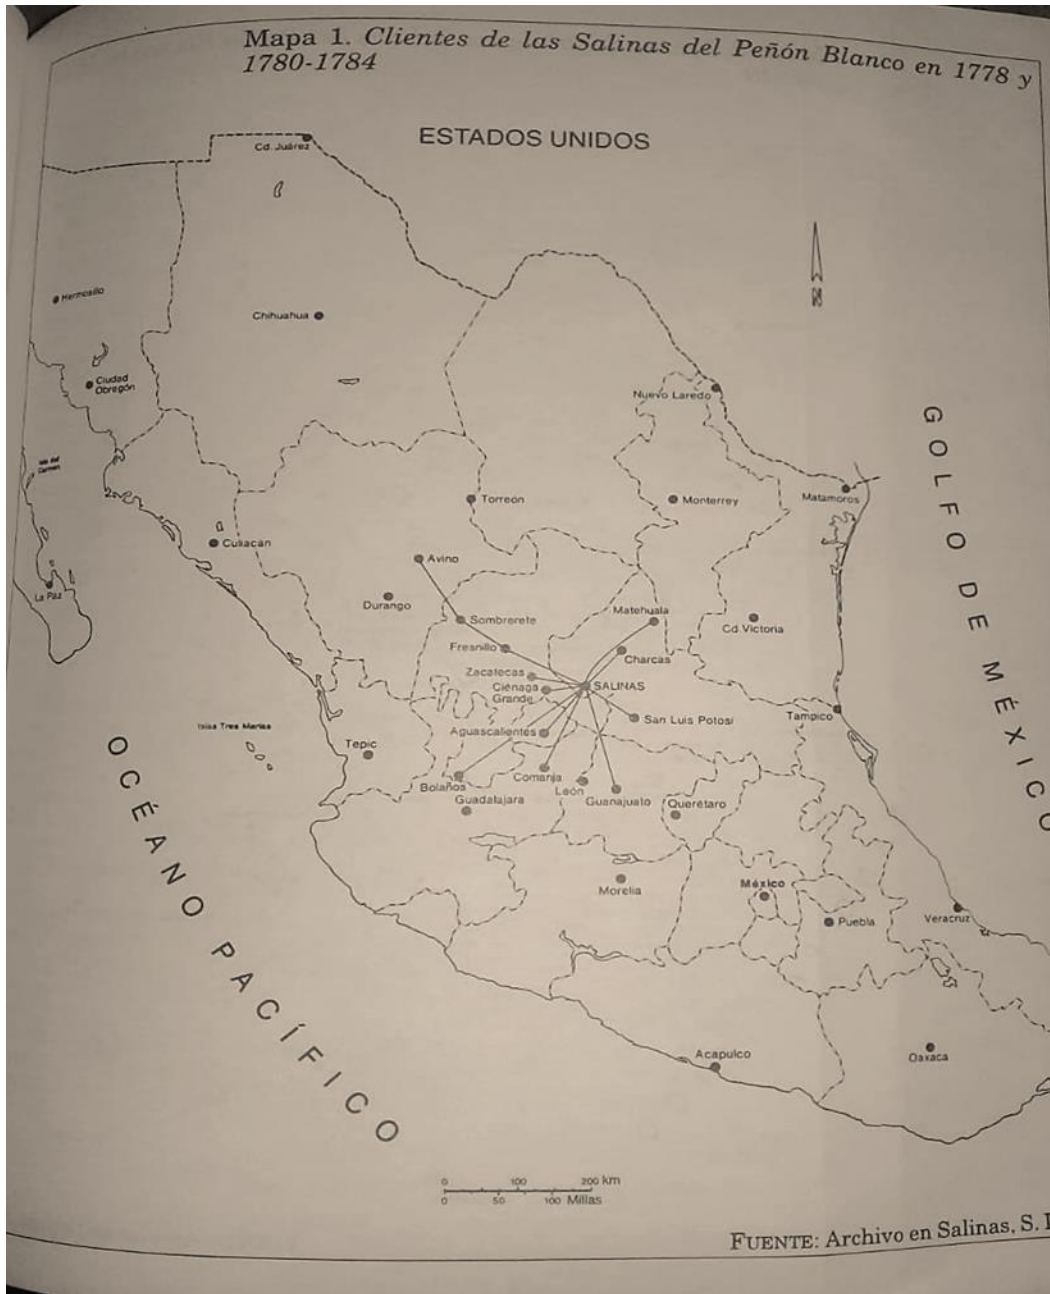 Mapa 1. Clientes de las Salinas del Peñón Blanco en 1778 y
1780-1784
ESTADOS UNIDOS
Cd. Juárez
Hermosillo
Chihuahua
Ciudad
Obregón
Nuevo Laredo
GOLFO DE MÉXICO
Isla del
Carmen
Torreón
Monterrey
Matamoros
Culiacán
Avino
La Paz
Durango
Sombrerete
Matehuala
Cd. Victoria
Fresnillo
Charcas
Zacatecas
SALINAS
Ciénaga
Grande
San Luis Potosí
Tampico
Islas Tres Marías
Aguascalientes
Tepic
Bolaños
Comanja
León
Guanajuato
Guadalajara
Querétaro
OCÉANO PACÍFICO
Morelia
México
Puebla
Veracruz
Acapulco
Oaxaca
N
0 100 200 km
0 50 100 Millas
FUENTE: Archivo en Salinas, S.